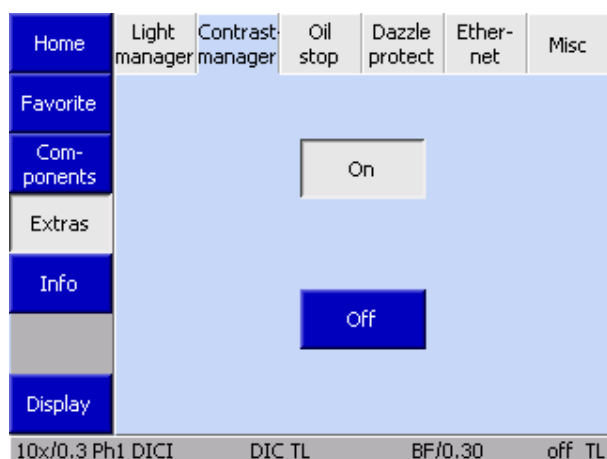 Home
Light manager
Contrast-manager
Oil stop
Dazzle protect
Ether-net
Misc
Favorite
Com-ponents
Extras
Info
Display
On
Off
10x/0.3 Ph1 DICI DIC TL BF/0.30 off TL